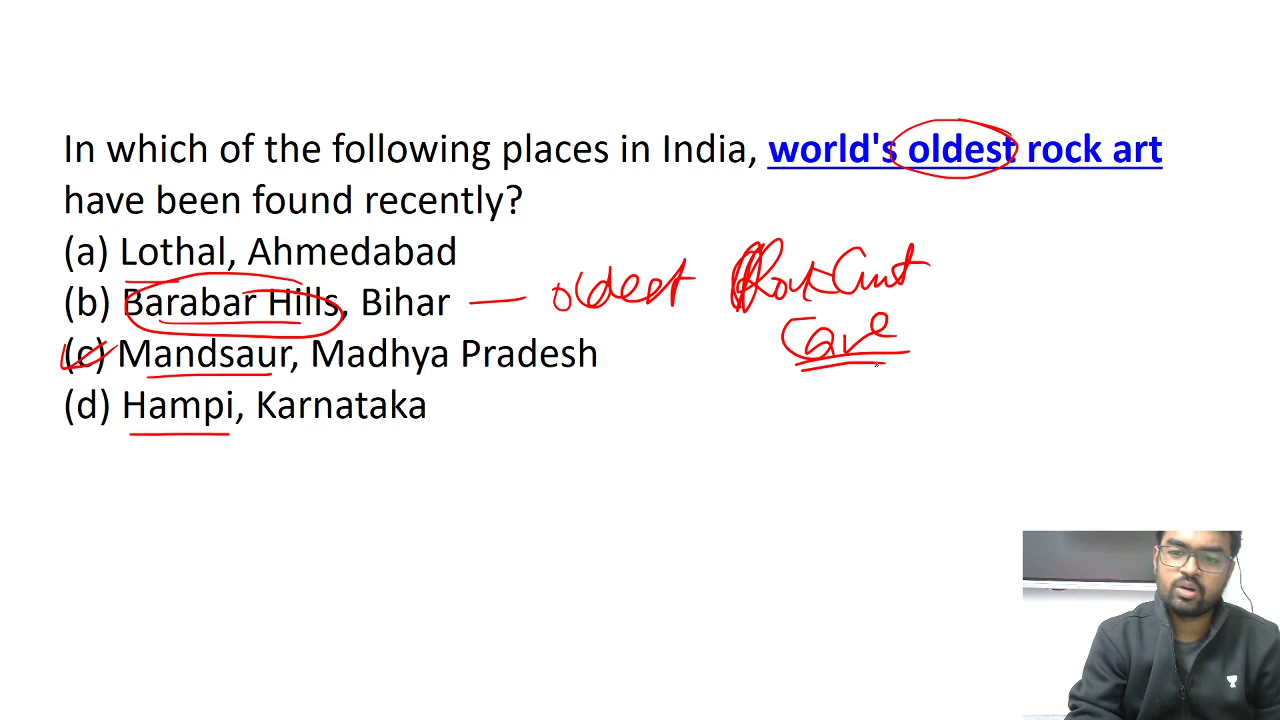 In which of the following places in India, world's oldest rock art
have been found recently?
(a) Lothal, Ahmedabad
(b) Barabar Hills, Bihar — oldest Rock Cut
Cave
(c) Mandsaur, Madhya Pradesh
(d) Hampi, Karnataka